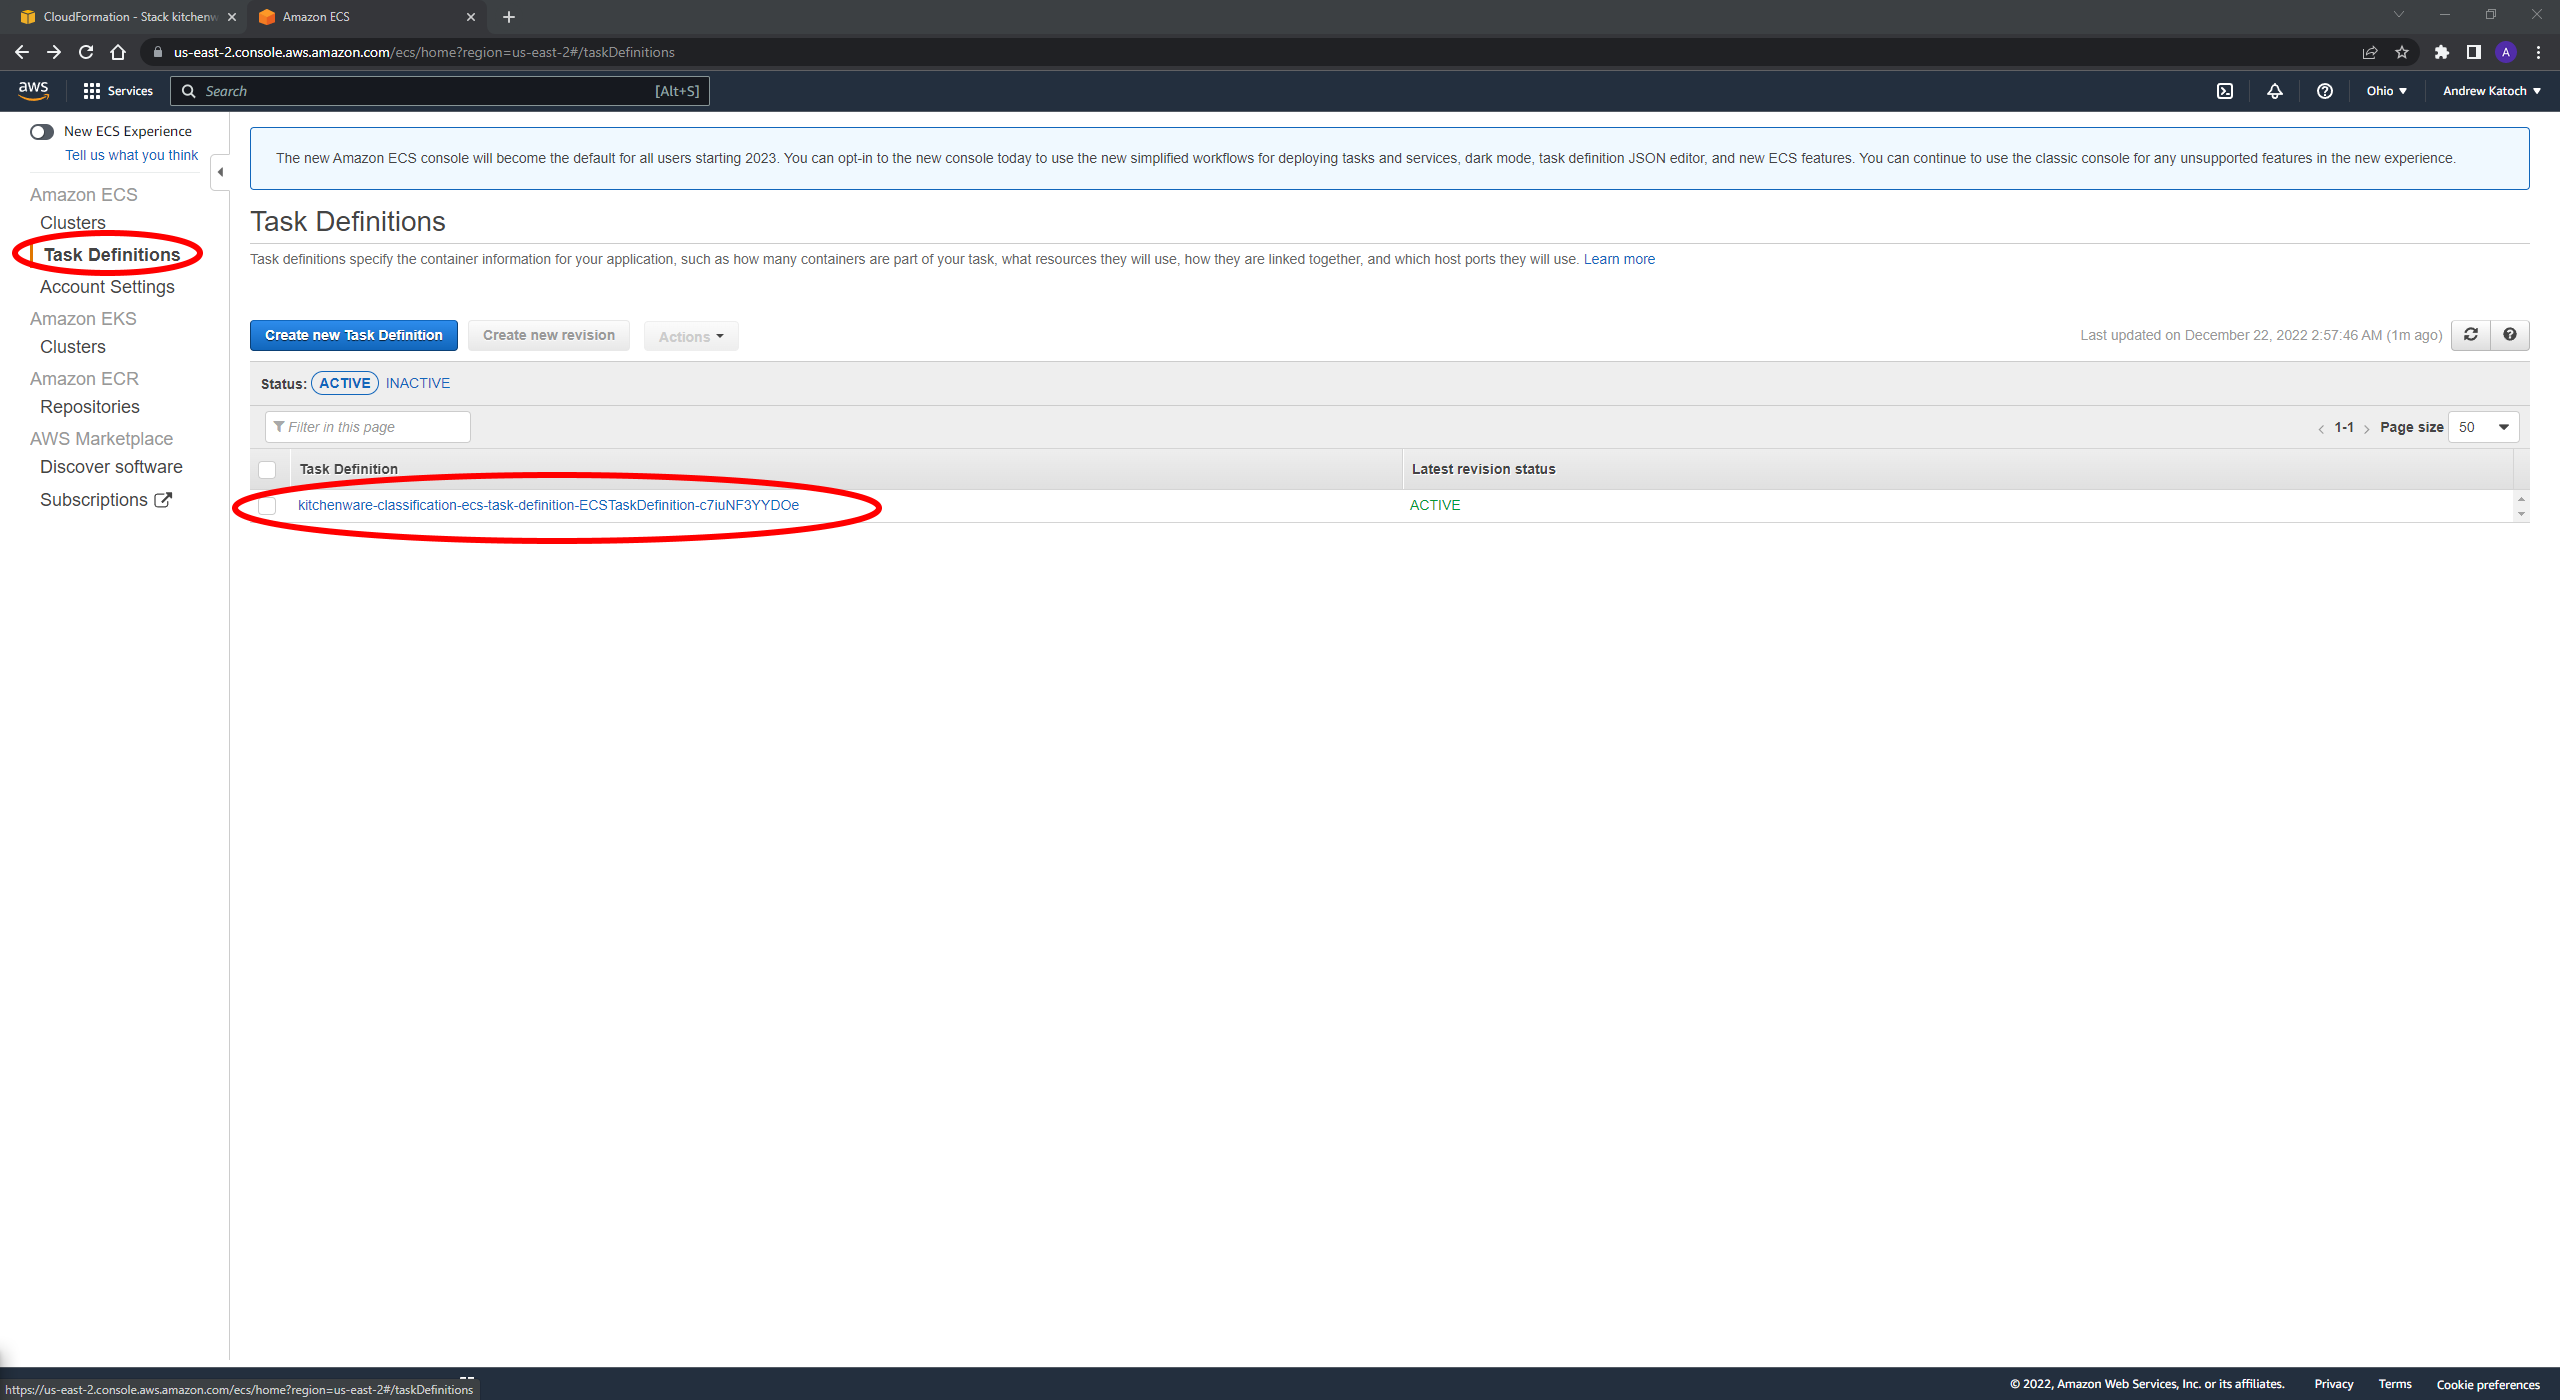 CloudFormation - Stack kitchenw
Amazon ECS
us-east-2.console.aws.amazon.com/ecs/home?region=us-east-2#/taskDefinitions
A
aws
Services
Search
[Alt+S]
Ohio
Andrew Katoch
New ECS Experience
Tell us what you think
Amazon ECS
Clusters
Task Definitions
Account Settings
Amazon EKS
Clusters
Amazon ECR
Repositories
AWS Marketplace
Discover software
Subscriptions
The new Amazon ECS console will become the default for all users starting 2023. You can opt-in to the new console today to use the new simplified workflows for deploying tasks and services, dark mode, task definition JSON editor, and new ECS features. You can continue to use the classic console for any unsupported features in the new experience.
Task Definitions
Task definitions specify the container information for your application, such as how many containers are part of your task, what resources they will use, how they are linked together, and which host ports they will use. Learn more
Create new Task Definition
Create new revision
Actions
Last updated on December 22, 2022 2:57:46 AM (1m ago)
Status: ACTIVE INACTIVE
Filter in this page
1-1
Page size 50
Task Definition
Latest revision status
kitchenware-classification-ecs-task-definition-ECSTaskDefinition-c7iuNF3YYDOe
ACTIVE
https://us-east-2.console.aws.amazon.com/ecs/home?region=us-east-2#/taskDefinitions
© 2022, Amazon Web Services, Inc. or its affiliates.
Privacy
Terms
Cookie preferences